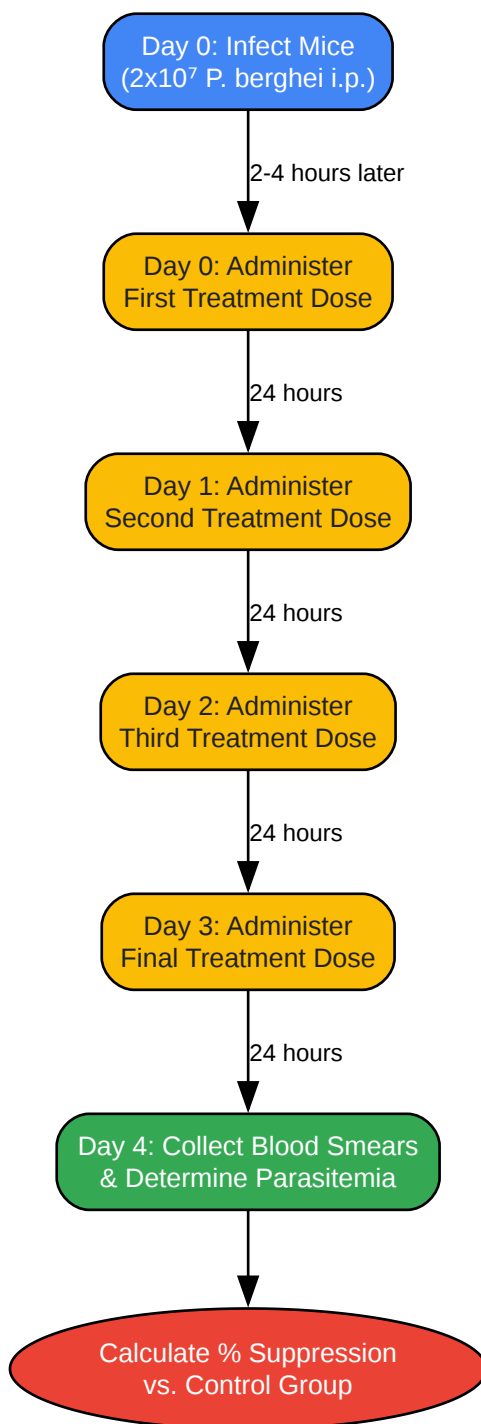 Day 0: Infect Mice
(2x10⁷ P. berghei i.p.)
2-4 hours later
Day 0: Administer
First Treatment Dose
24 hours
Day 1: Administer
Second Treatment Dose
24 hours
Day 2: Administer
Third Treatment Dose
24 hours
Day 3: Administer
Final Treatment Dose
24 hours
Day 4: Collect Blood Smears
& Determine Parasitemia
Calculate % Suppression
vs. Control Group